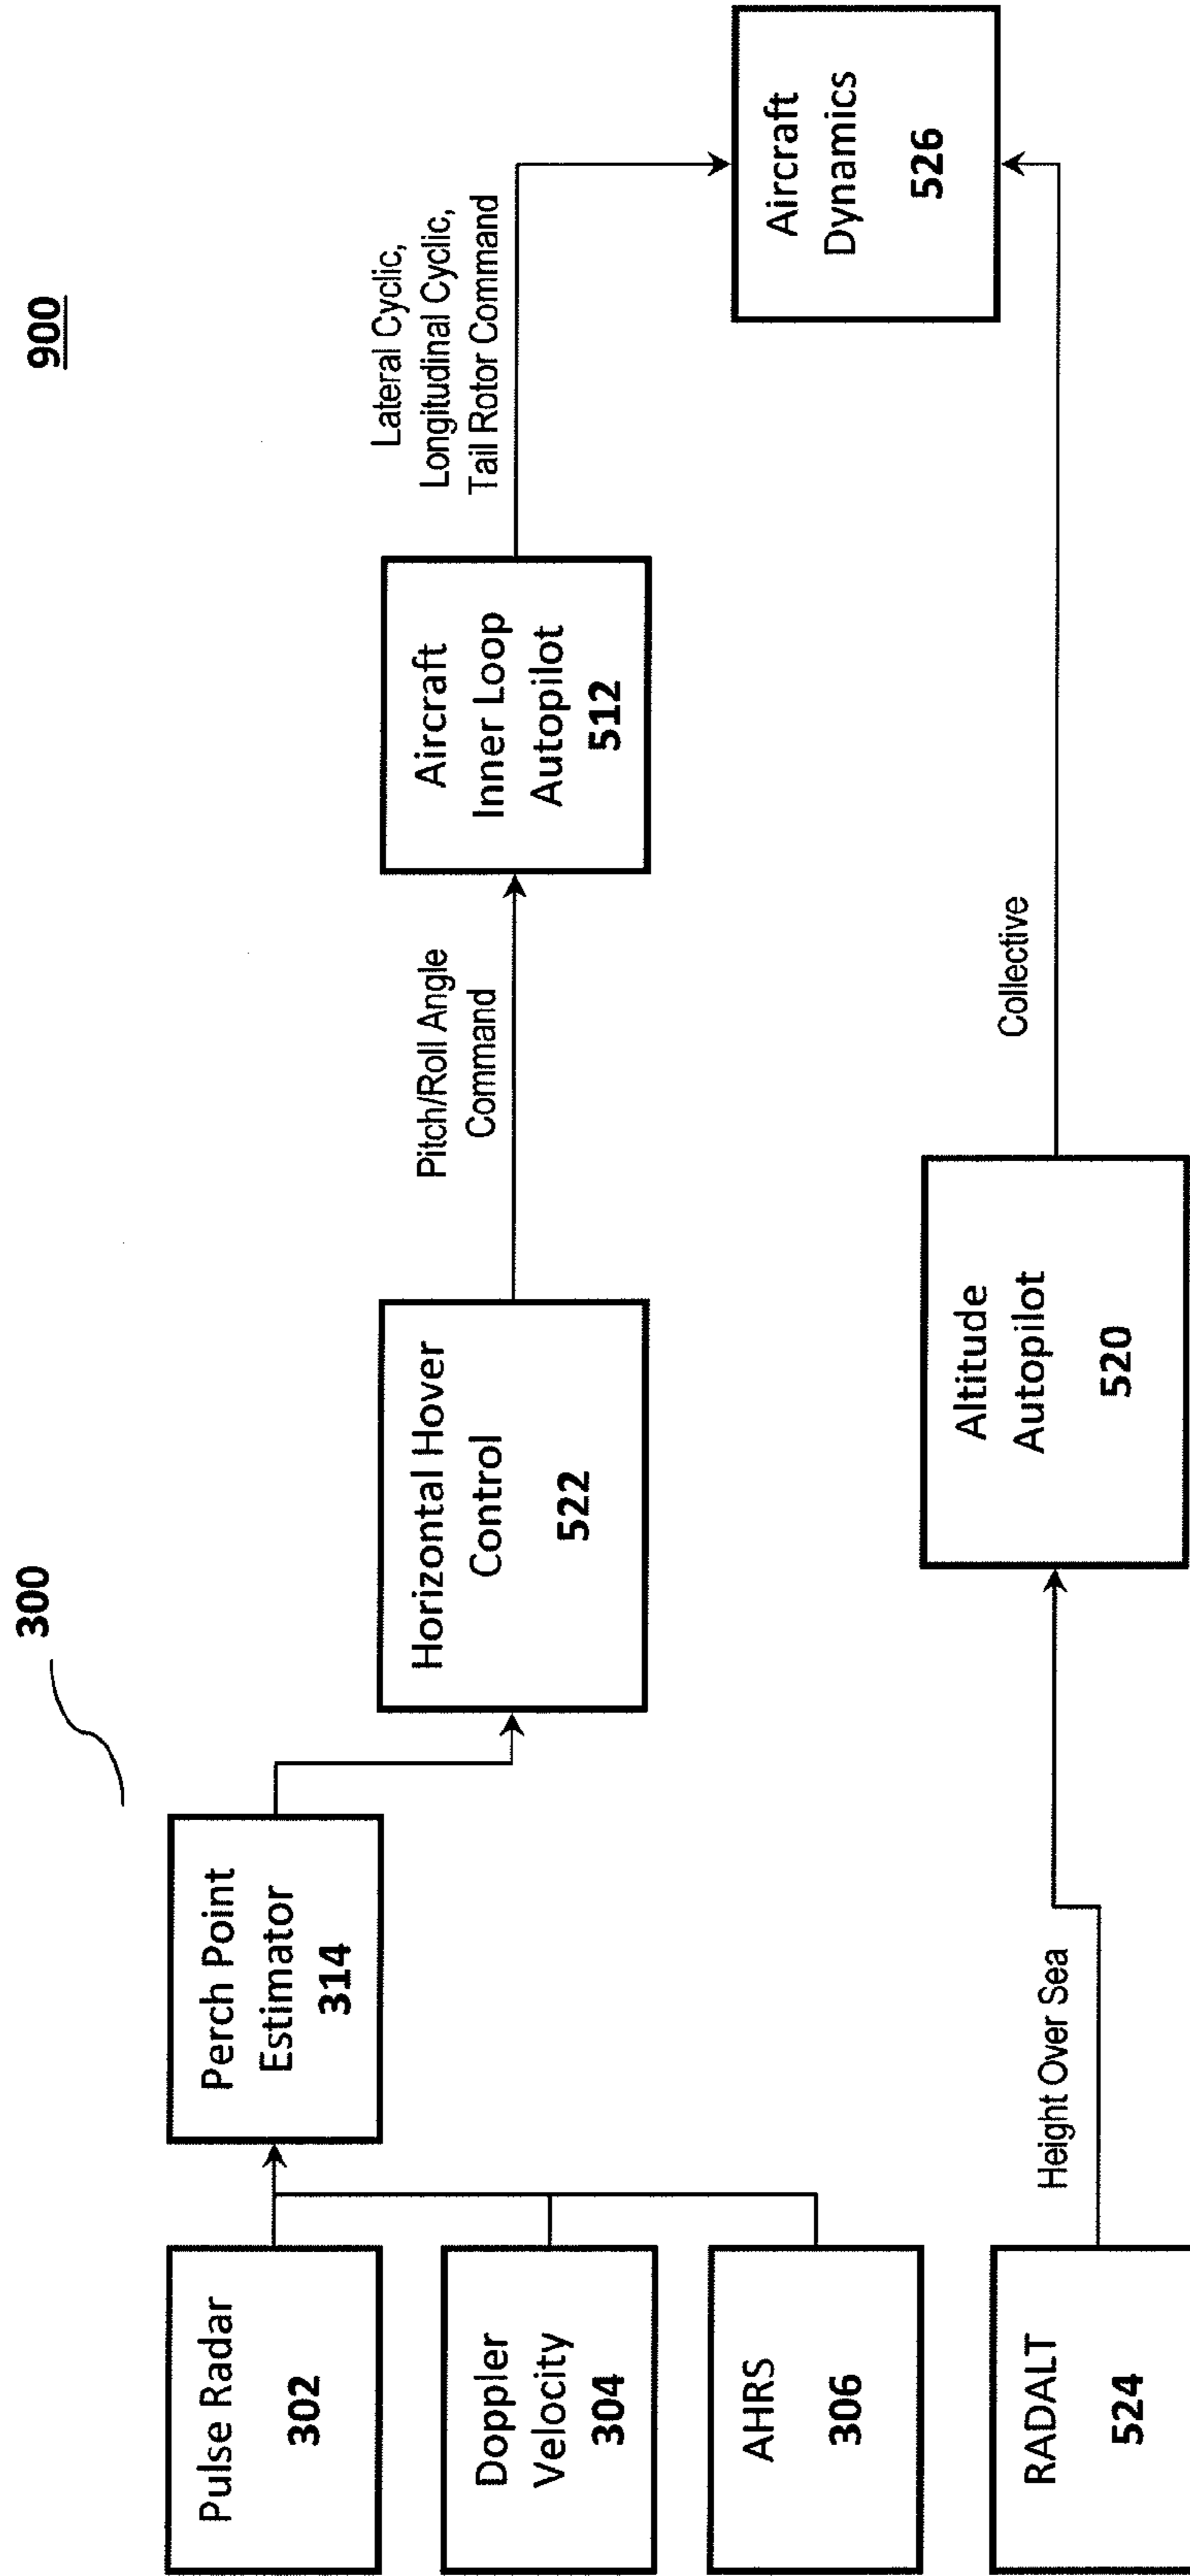 900
300
Pulse Radar
302
Doppler
Velocity
304
AHRS
306
RADALT
524
Perch Point
Estimator
314
Height Over Sea
Horizontal Hover
Control
522
Altitude
Autopilot
520
Pitch/Roll Angle
Command
Collective
Aircraft
Inner Loop
Autopilot
512
Lateral Cyclic,
Longitudinal Cyclic,
Tail Rotor Command
Aircraft
Dynamics
526